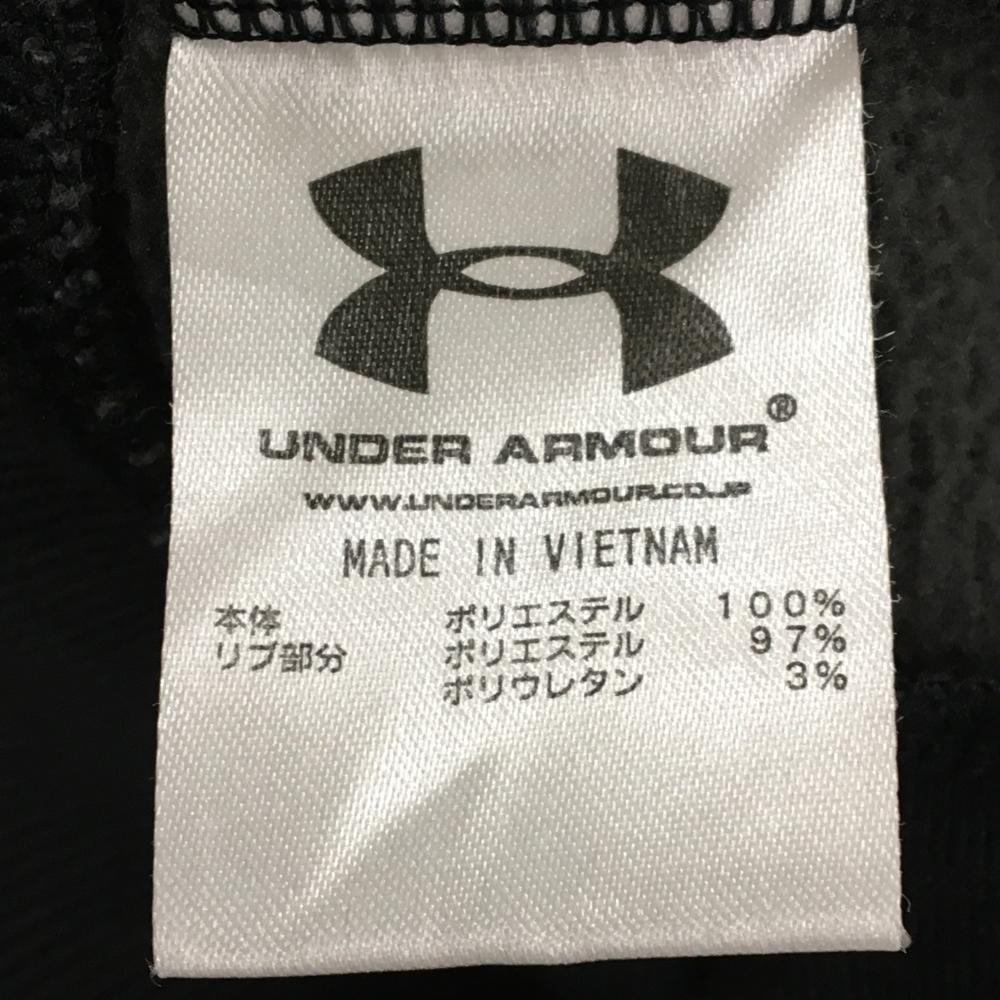 UNDER ARMOUR®
WWW.UNDERARMOUR.CO.JP
MADE IN VIETNAM
本体 ポリエステル 100%
リブ部分 ポリエステル 97%
ポリウレタン 3%